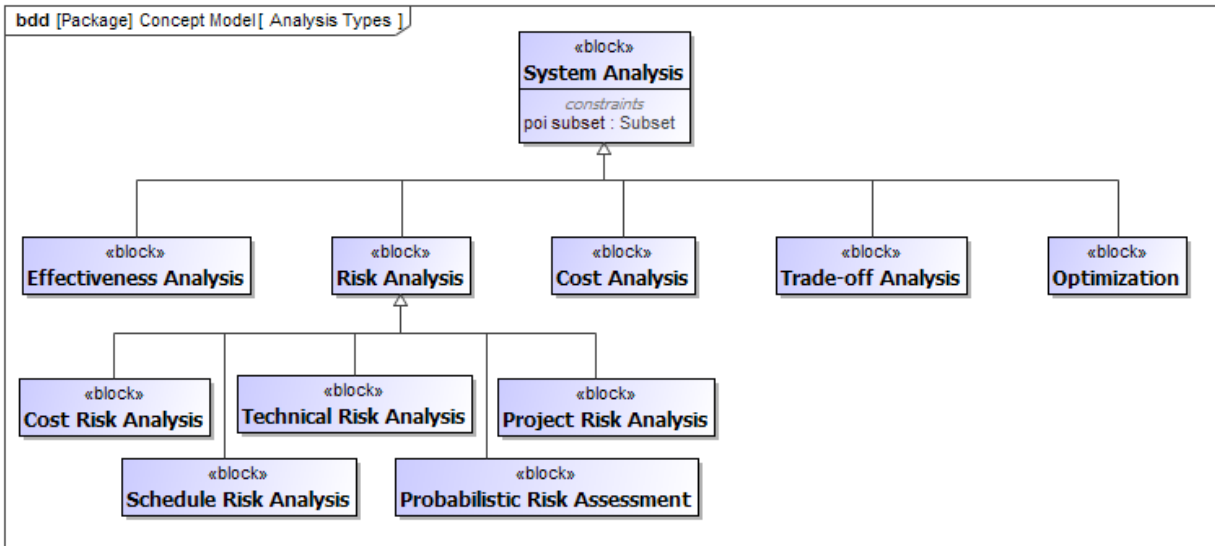 bdd [Package] Concept Model[ Analysis Types ]
«block»
System Analysis
constraints
poi subset : Subset
«block»
Effectiveness Analysis
«block»
Risk Analysis
«block»
Cost Analysis
«block»
Trade-off Analysis
«block»
Optimization
«block»
Cost Risk Analysis
«block»
Technical Risk Analysis
«block»
Project Risk Analysis
«block»
Schedule Risk Analysis
«block»
Probabilistic Risk Assessment